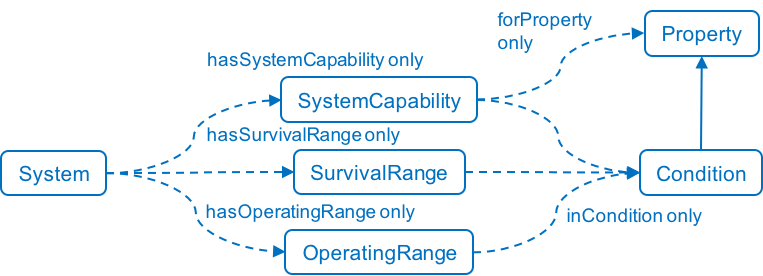 forProperty
only
Property
hasSystemCapability only
SystemCapability
hasSurvivalRange only
System
SurvivalRange
Condition
hasOperatingRange only
inCondition only
OperatingRange